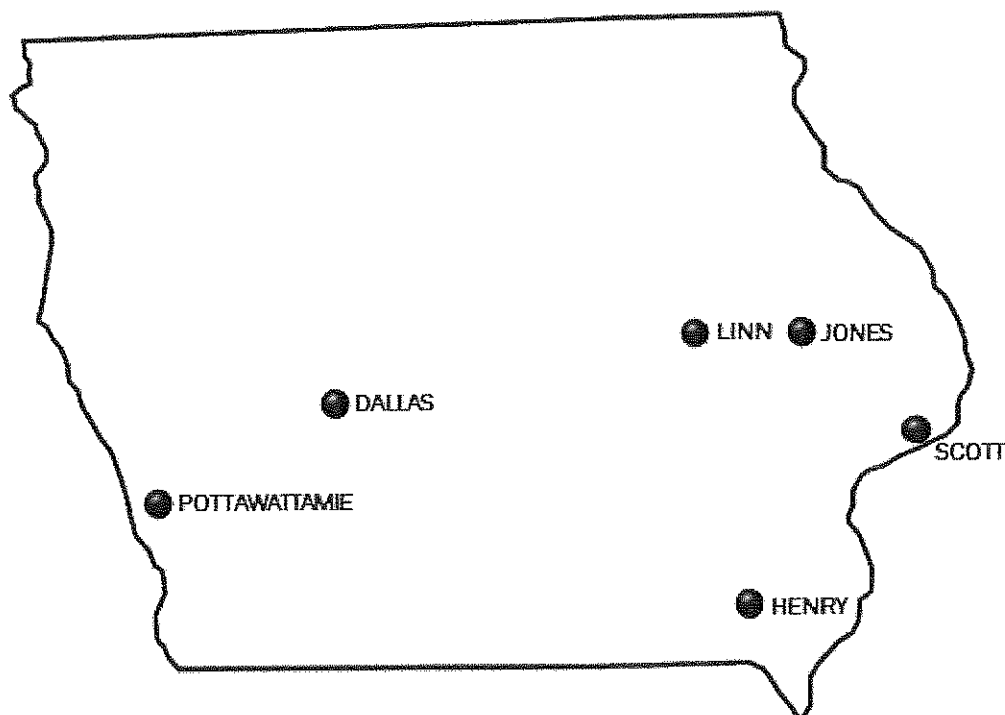 LINN
JONES
DALLAS
SCOTT
POTTAWATTAMIE
HENRY